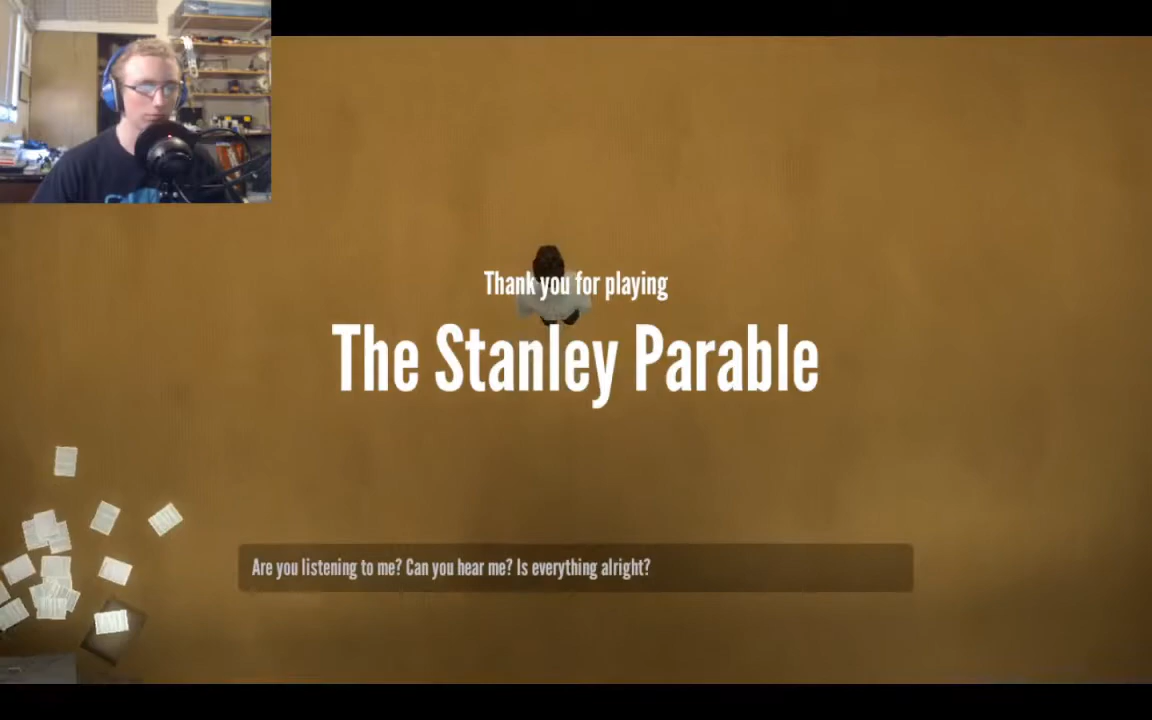 Thank you for playing
The Stanley Parable
Are you listening to me? Can you hear me? Is everything alright?